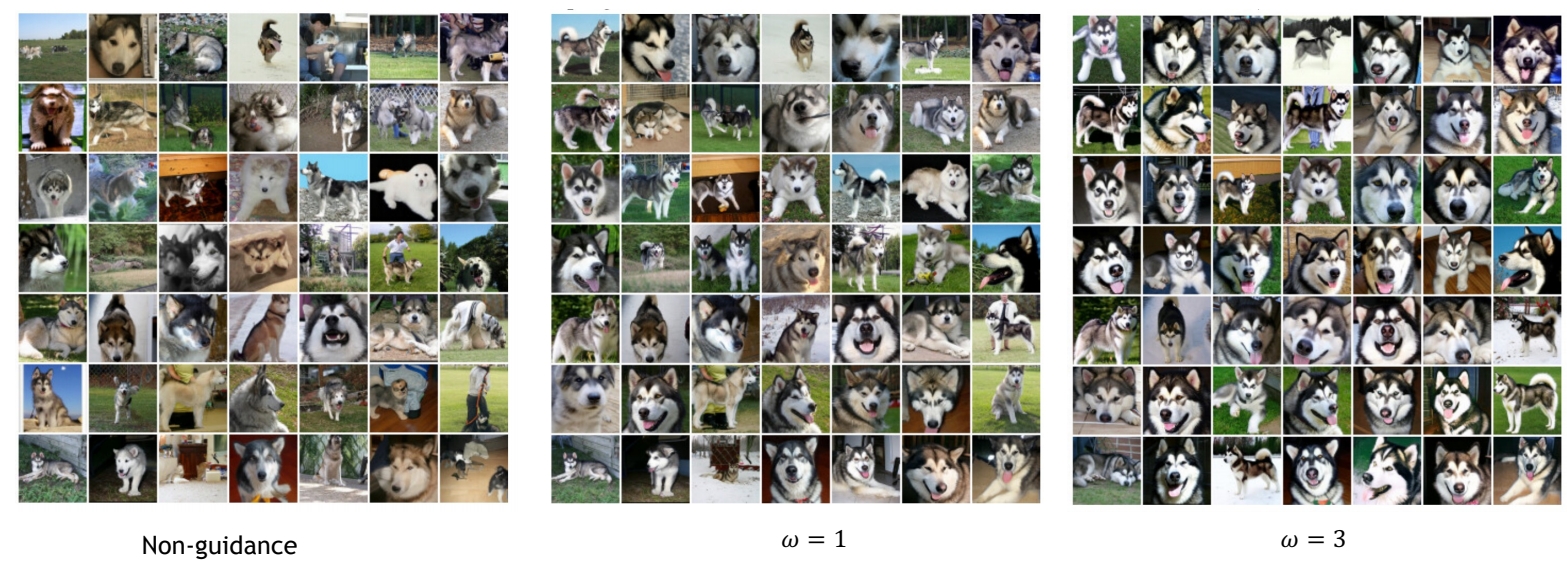 Non-guidance
ω = 1
ω = 3